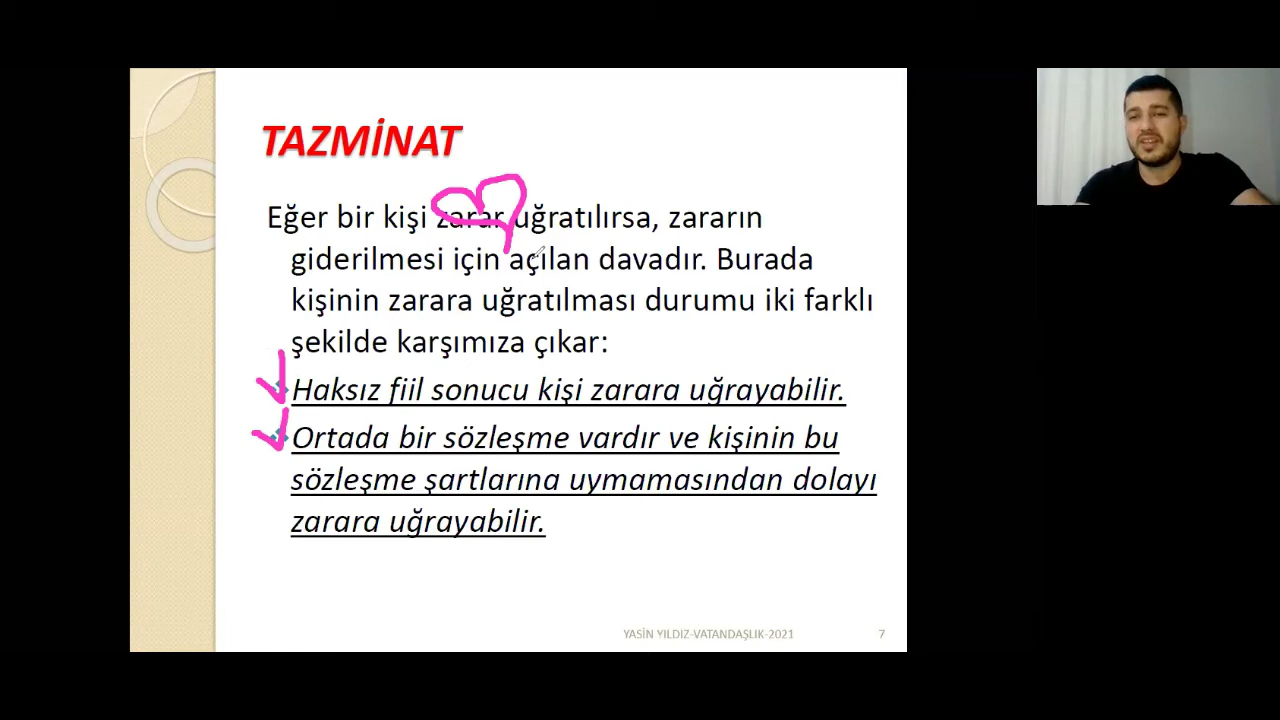 TAZMİNAT
Eğer bir kişi zarar uğratılırsa, zararın
giderilmesi için açılan davadır. Burada
kişinin zarara uğratılması durumu iki farklı
şekilde karşımıza çıkar:
Haksız fiil sonucu kişi zarara uğrayabilir.
Ortada bir sözleşme vardır ve kişinin bu
sözleşme şartlarına uymamasından dolayı
zarara uğrayabilir.
YASİN YILDIZ-VATANDAŞLIK-2021 7